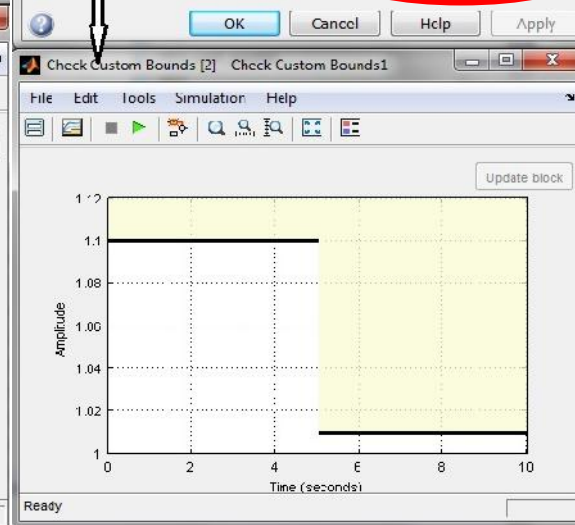 OK Cancel Help Apply
Check Custom Bounds [2] Check Custom Bounds1
File Edit Tools Simulation Help
Update block
1.12
1.1
1.08
1.06
1.04
1.02
1
Amplitude
0 2 4 6 8 10
Time (seconds)
Ready